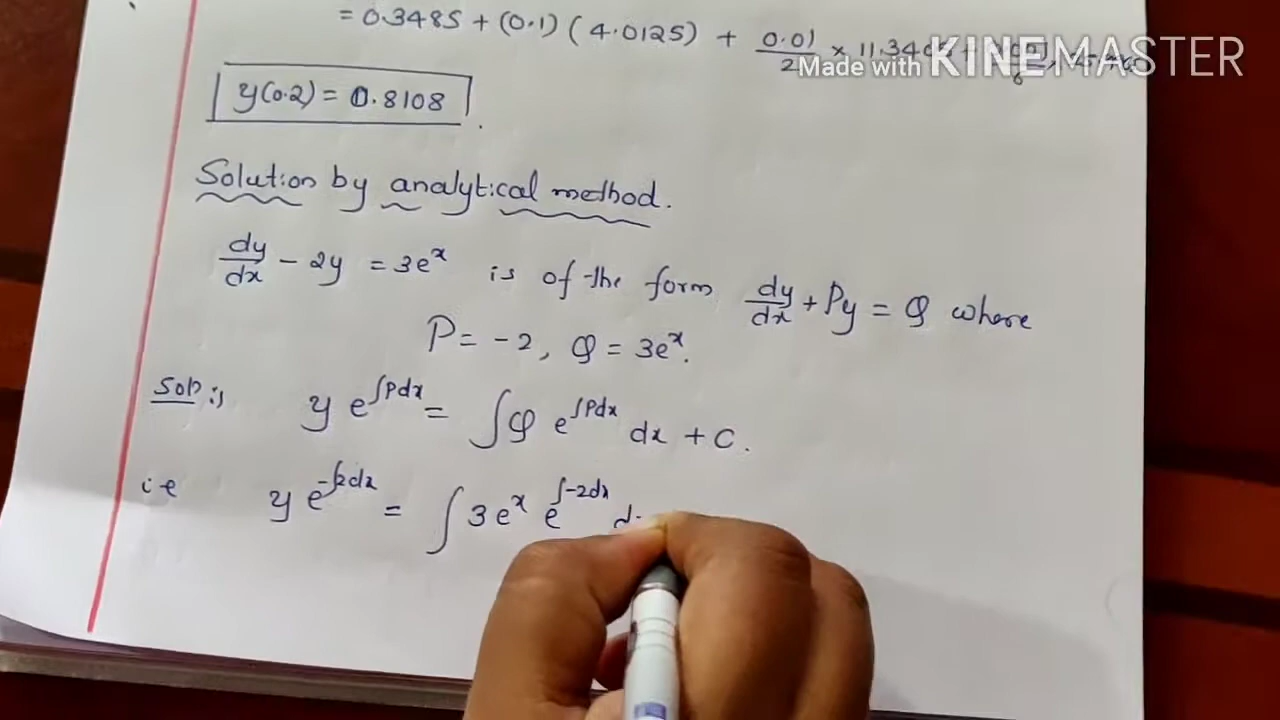 = 0.3485 + (0.1) ( 4.0125) + 0.01/2 × 11.340
Made with KINEMASTER
y(0.2) = 0.8108 .
Solution by analytical method.
dy/dx - 2y = 3e^x is of the form dy/dx + Py = Q where
P = -2, Q = 3e^x.
Soln is y e^∫Pdx = ∫Q e^∫Pdx dx + C.
i.e y e^-∫2dx = ∫ 3e^x e^∫-2dx d